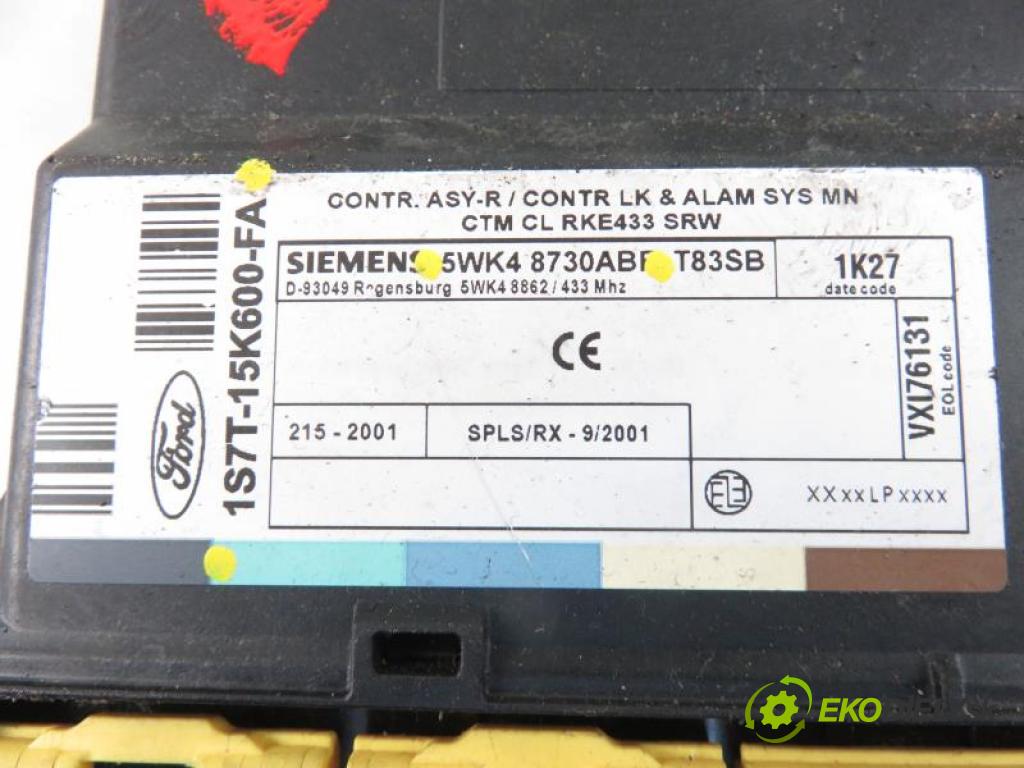 CONTR. ASY-R / CONTR LK & ALAM SYS MN
CTM CL RKE433 SRW
SIEMENS 5WK4 8730ABF T83SB
D-93049 Regensburg 5WK4 8862 / 433 Mhz
1K27
date code
CE
VXL76131
EOL code
215 - 2001
SPLS/RX - 9/2001
XXxxLPxxxx
Ford
1S7T-15K600-FA
EKO